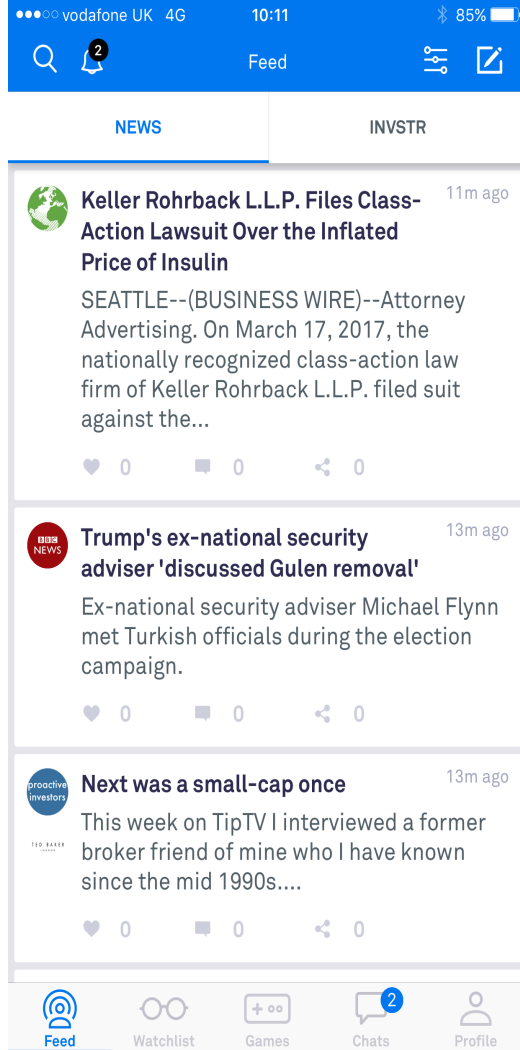 vodafone UK 4G 10:11 85%
2
Feed
NEWS INVSTR
Keller Rohrback L.L.P. Files Class- 11m ago
Action Lawsuit Over the Inflated
Price of Insulin
SEATTLE--(BUSINESS WIRE)--Attorney
Advertising. On March 17, 2017, the
nationally recognized class-action law
firm of Keller Rohrback L.L.P. filed suit
against the...
0 0 0
BBC
NEWS
Trump's ex-national security 13m ago
adviser 'discussed Gulen removal'
Ex-national security adviser Michael Flynn
met Turkish officials during the election
campaign.
0 0 0
proactive
investors
Next was a small-cap once 13m ago
TED BAKER
LONDON
This week on TipTV I interviewed a former
broker friend of mine who I have known
since the mid 1990s....
0 0 0
2
Feed Watchlist Games Chats Profile